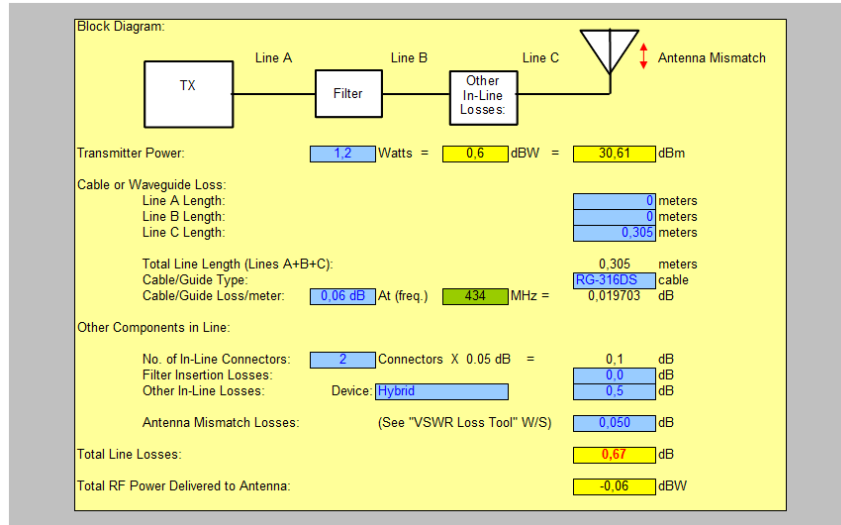 Block Diagram:
Line A Line B Line C Antenna Mismatch
TX
Filter
Other
In-Line
Losses:
Transmitter Power: 1,2 Watts = 0,6 dBW = 30,61 dBm
Cable or Waveguide Loss:
Line A Length: 0 meters
Line B Length: 0 meters
Line C Length: 0,305 meters
Total Line Length (Lines A+B+C): 0,305 meters
Cable/Guide Type: RG-316DS cable
Cable/Guide Loss/meter: 0,06 dB At (freq.) 434 MHz = 0,019703 dB
Other Components in Line:
No. of In-Line Connectors: 2 Connectors X 0.05 dB = 0,1 dB
Filter Insertion Losses: 0,0 dB
Other In-Line Losses: Device: Hybrid 0,5 dB
Antenna Mismatch Losses: (See "VSWR Loss Tool" W/S) 0,050 dB
Total Line Losses: 0,67 dB
Total RF Power Delivered to Antenna: -0,06 dBW